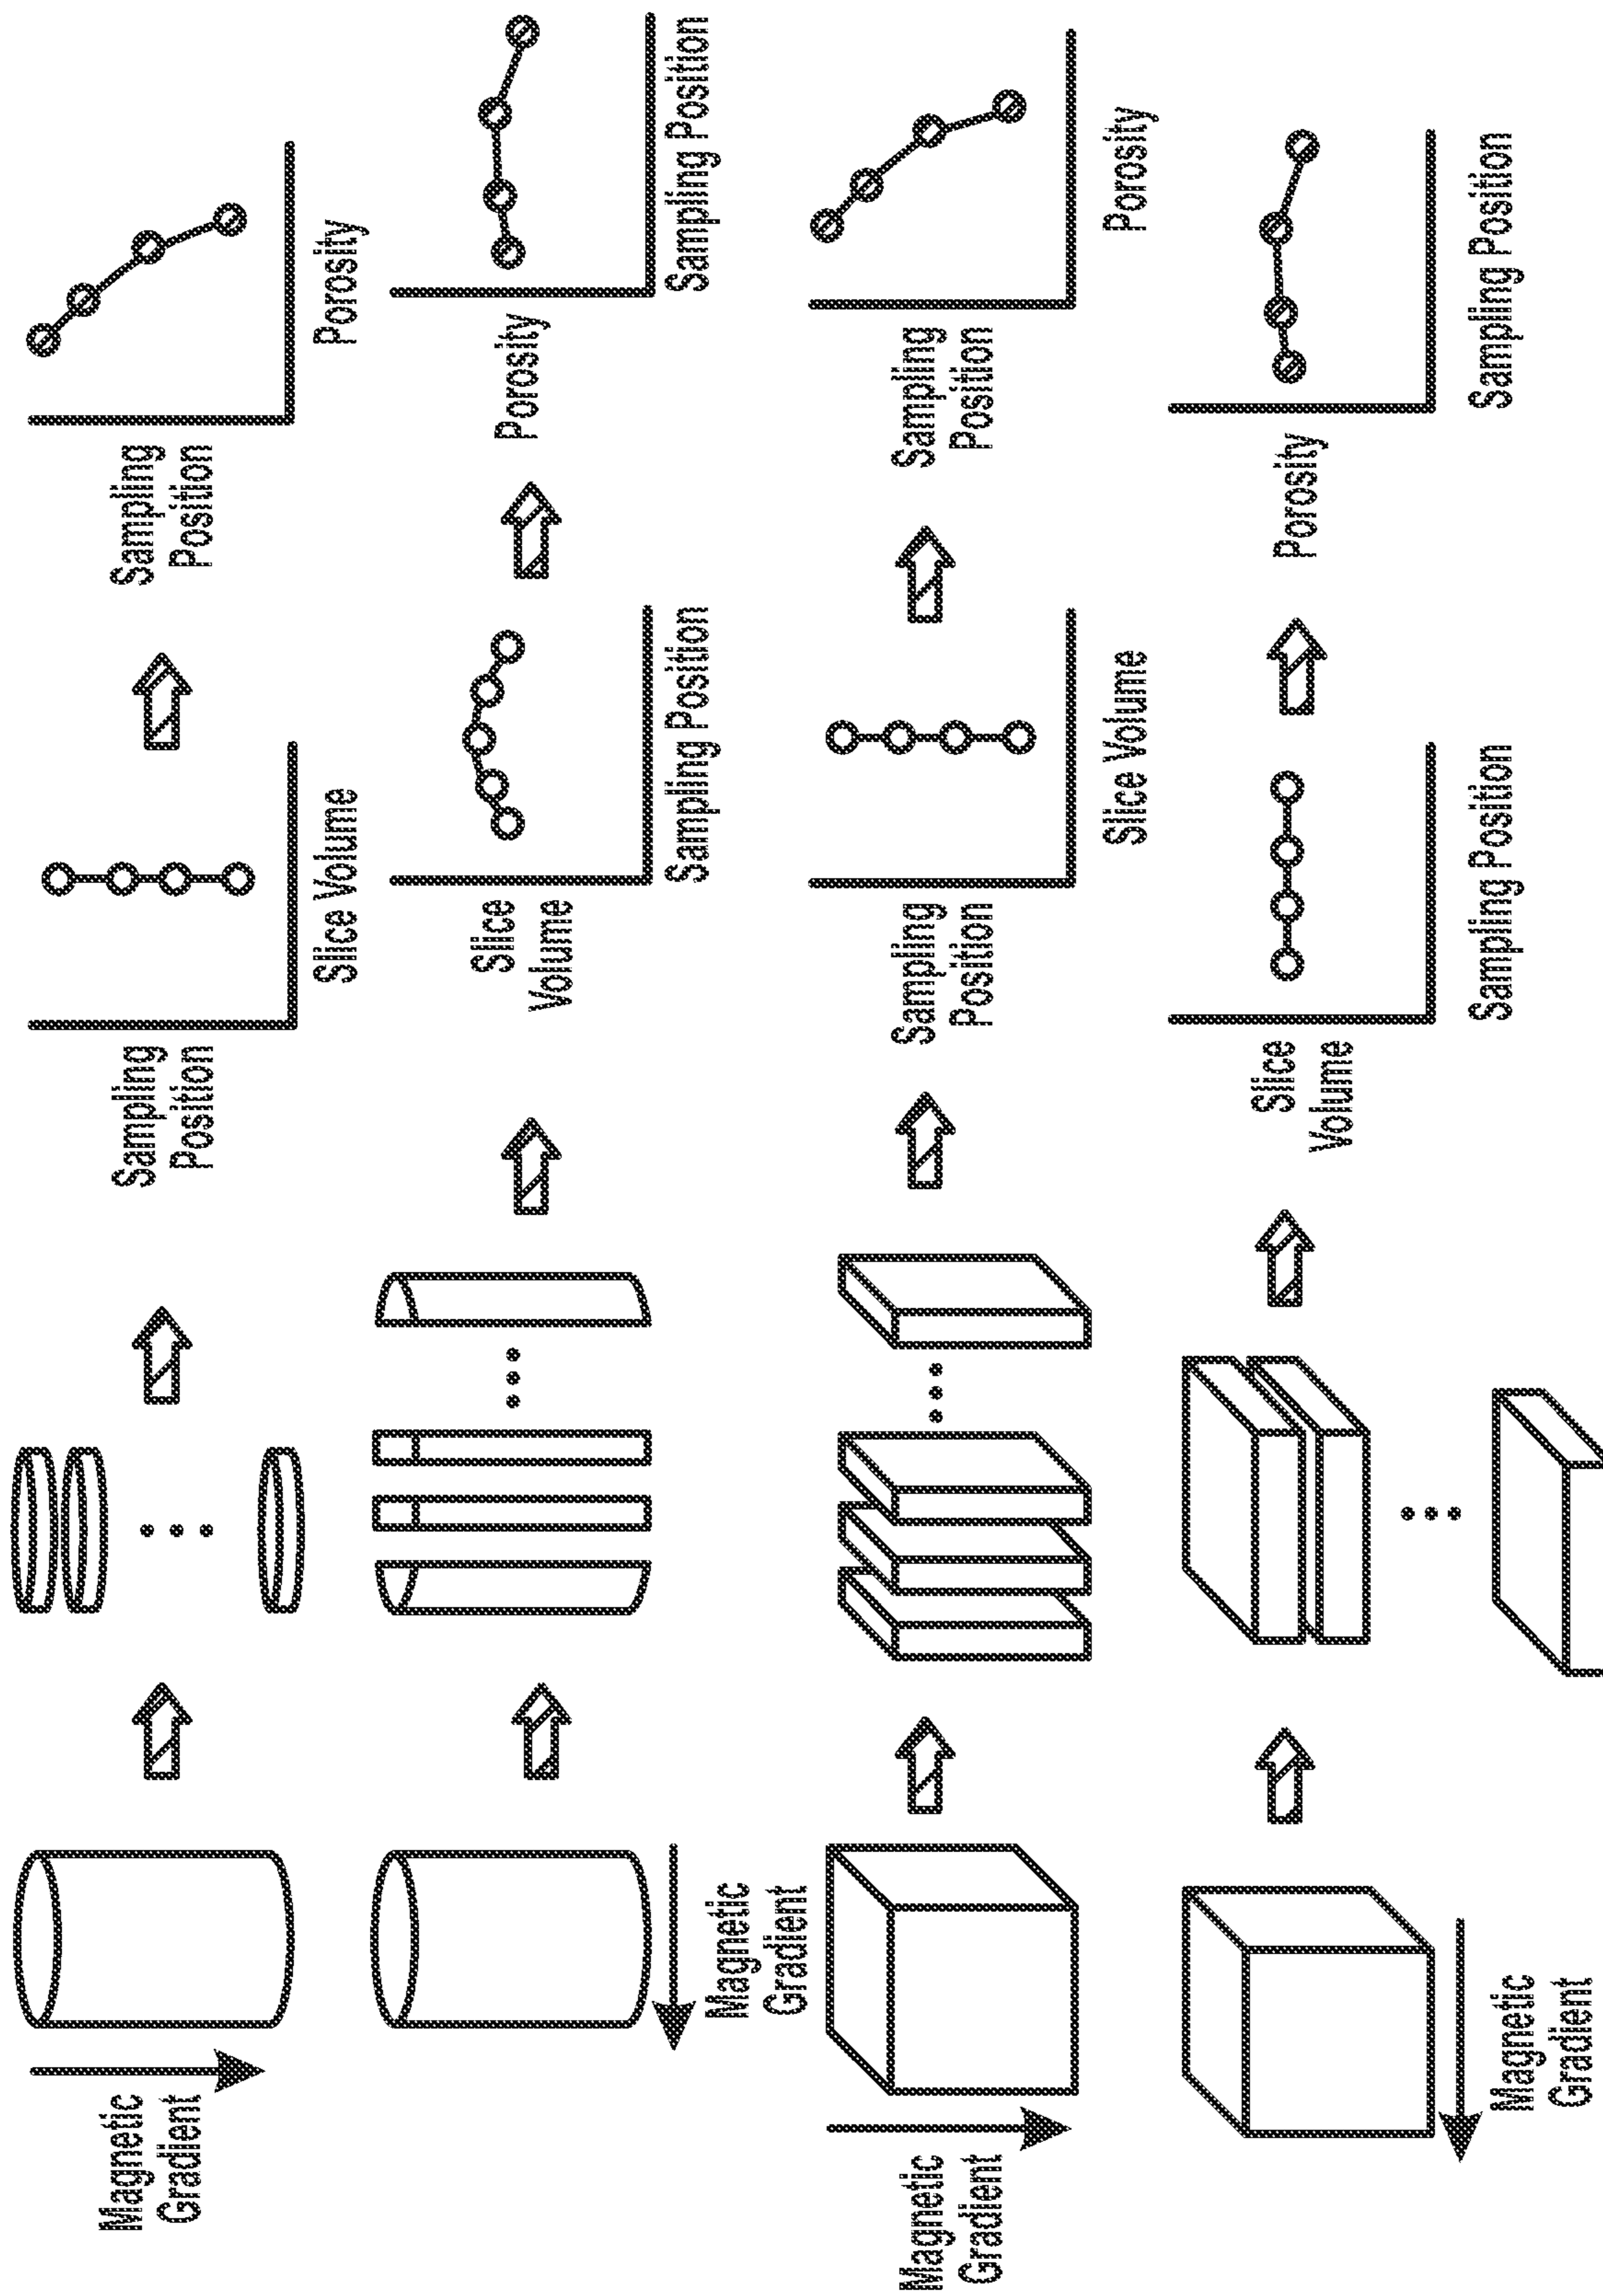 Magnetic
Gradient
Sampling
Position
Slice Volume
Sampling
Position
Porosity
Magnetic
Gradient
Slice
Volume
Sampling Position
Porosity
Sampling Position
Magnetic
Gradient
Sampling
Position
Slice Volume
Sampling
Position
Porosity
Magnetic
Gradient
Slice
Volume
Sampling Position
Porosity
Sampling Position